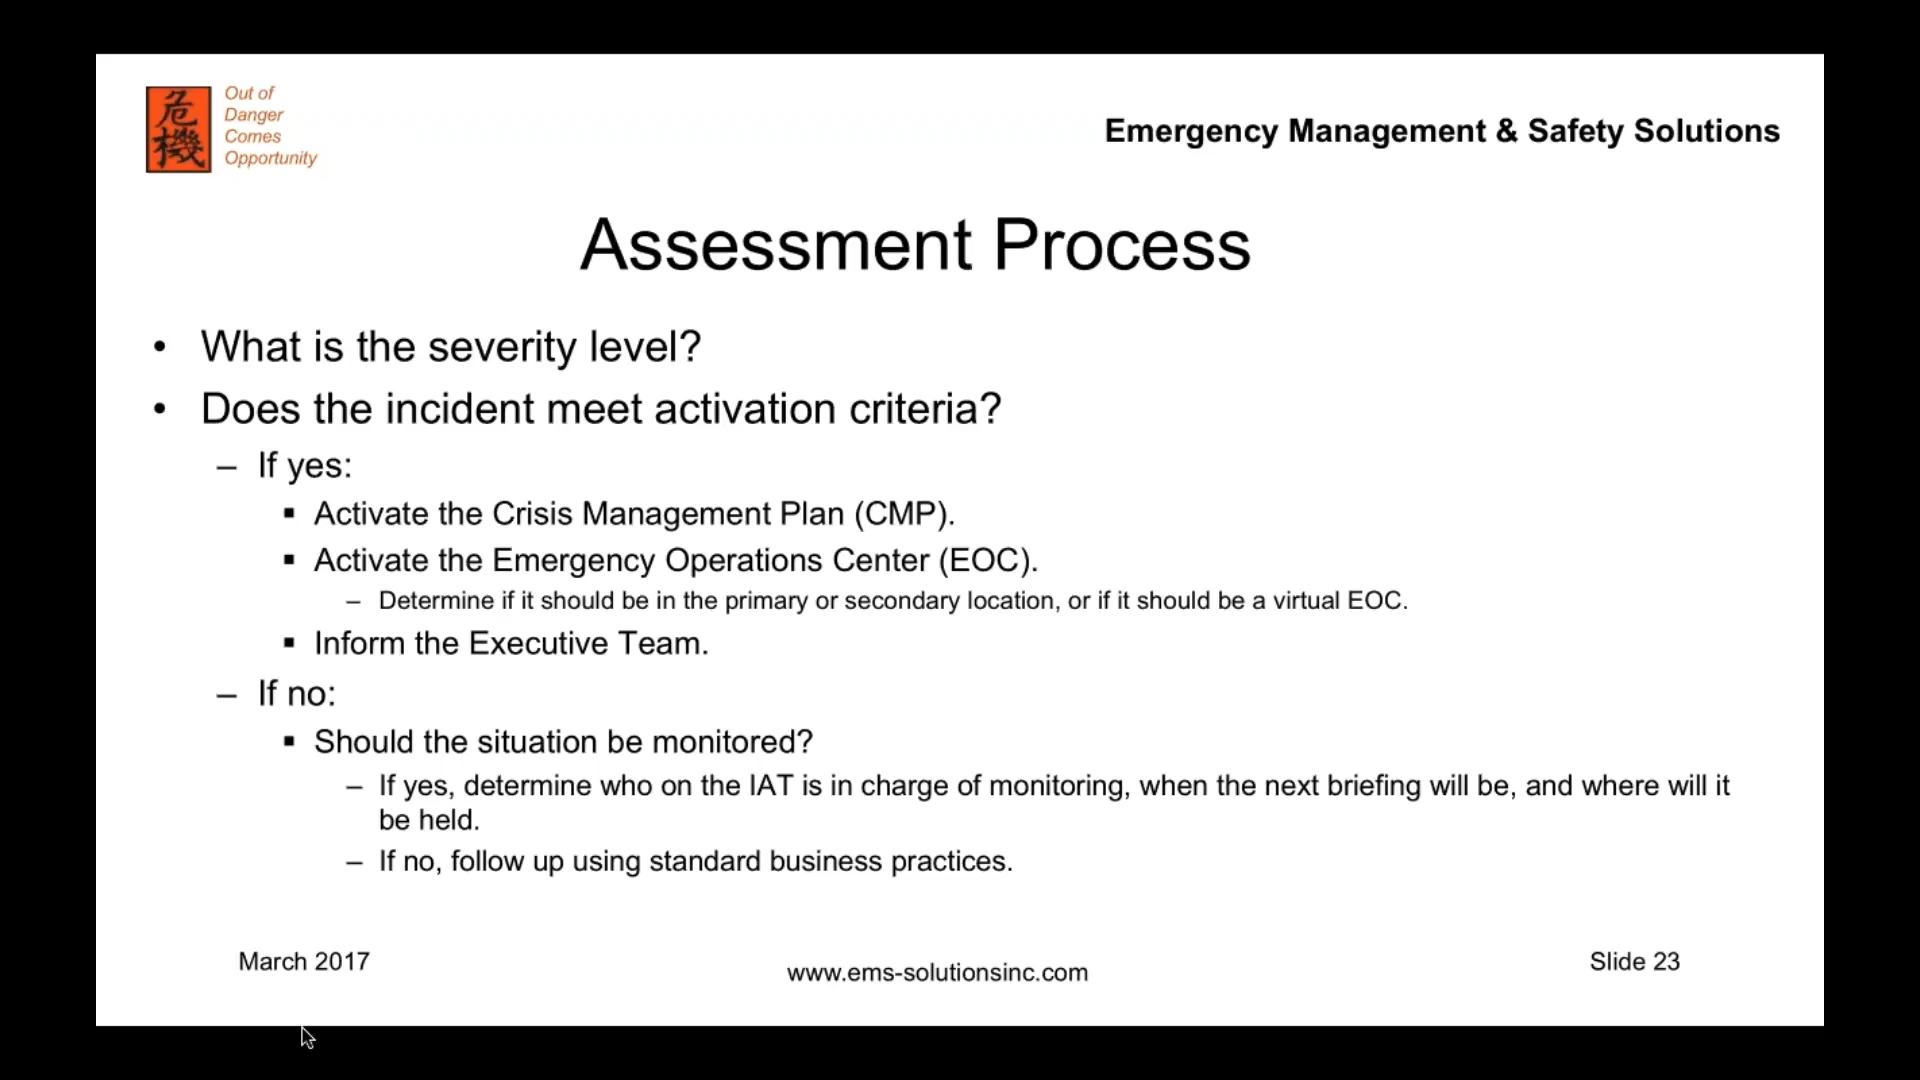 危
機
Out of
Danger
Comes
Opportunity
Emergency Management & Safety Solutions
Assessment Process
• What is the severity level?
• Does the incident meet activation criteria?
– If yes:
▪ Activate the Crisis Management Plan (CMP).
▪ Activate the Emergency Operations Center (EOC).
– Determine if it should be in the primary or secondary location, or if it should be a virtual EOC.
▪ Inform the Executive Team.
– If no:
▪ Should the situation be monitored?
– If yes, determine who on the IAT is in charge of monitoring, when the next briefing will be, and where will it
be held.
– If no, follow up using standard business practices.
March 2017
www.ems-solutionsinc.com
Slide 23